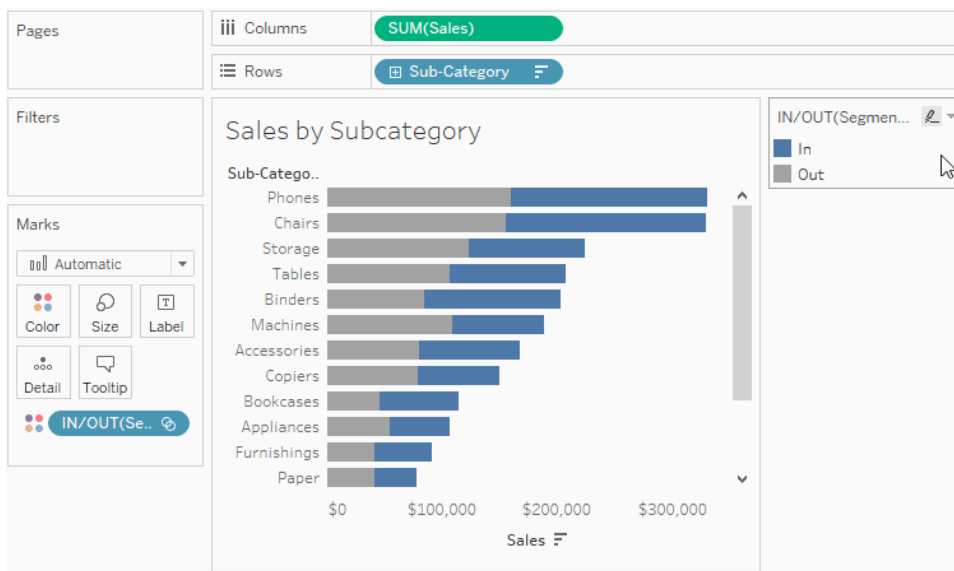 Pages
Columns
SUM(Sales)
Rows
Sub-Category
Filters
Marks
Automatic
Color
Size
Label
Detail
Tooltip
IN/OUT(Se..
Sales by Subcategory
Sub-Catego..
Phones
Chairs
Storage
Tables
Binders
Machines
Accessories
Copiers
Bookcases
Appliances
Furnishings
Paper
$0 $100,000 $200,000 $300,000
Sales
IN/OUT(Segmen...
In
Out